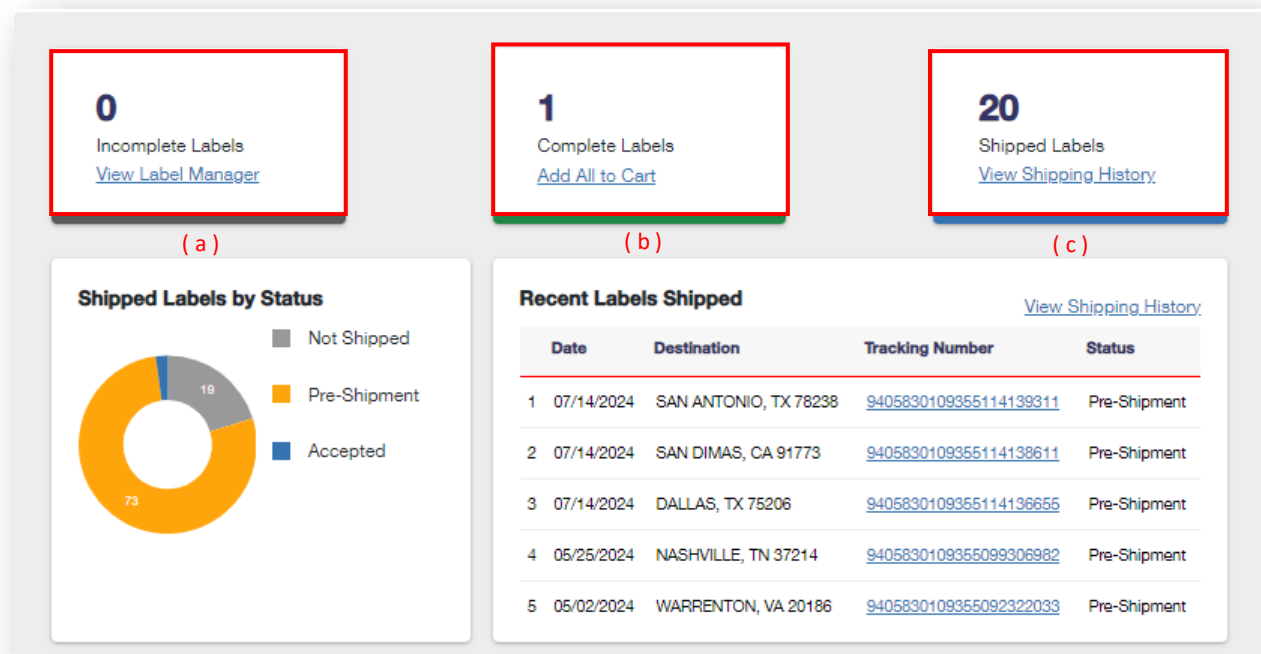 0
Incomplete Labels
View Label Manager
1
Complete Labels
Add All to Cart
20
Shipped Labels
View Shipping History
( a )
( b )
( c )
Shipped Labels by Status
Not Shipped
Pre-Shipment
Accepted
19
73
Recent Labels Shipped
View Shipping History
Date Destination Tracking Number Status
1 07/14/2024 SAN ANTONIO, TX 78238 9405830109355114139311 Pre-Shipment
2 07/14/2024 SAN DIMAS, CA 91773 9405830109355114138611 Pre-Shipment
3 07/14/2024 DALLAS, TX 75206 9405830109355114136655 Pre-Shipment
4 05/25/2024 NASHVILLE, TN 37214 9405830109355099306982 Pre-Shipment
5 05/02/2024 WARRENTON, VA 20186 9405830109355092322033 Pre-Shipment